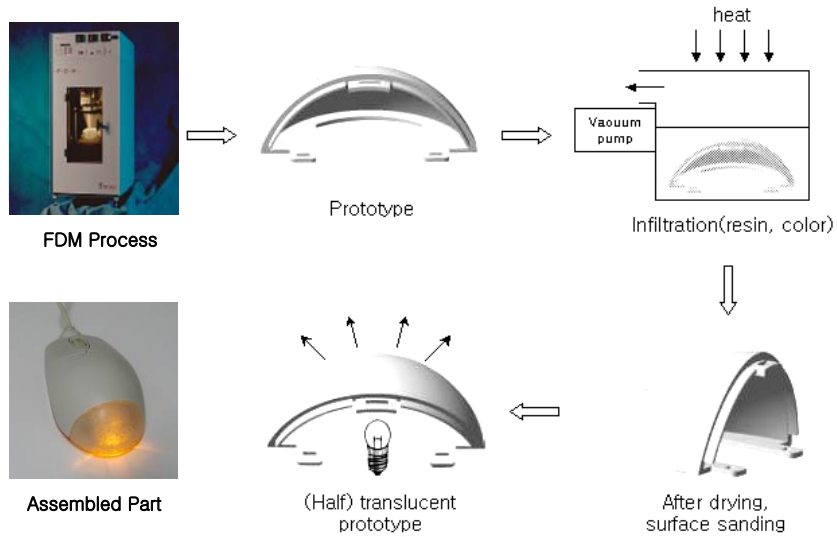 heat
Vaouum
pump
Prototype
Infiltration(resin, color)
FDM Process
Assembled Part
(Half) translucent
prototype
After drying,
surface sanding